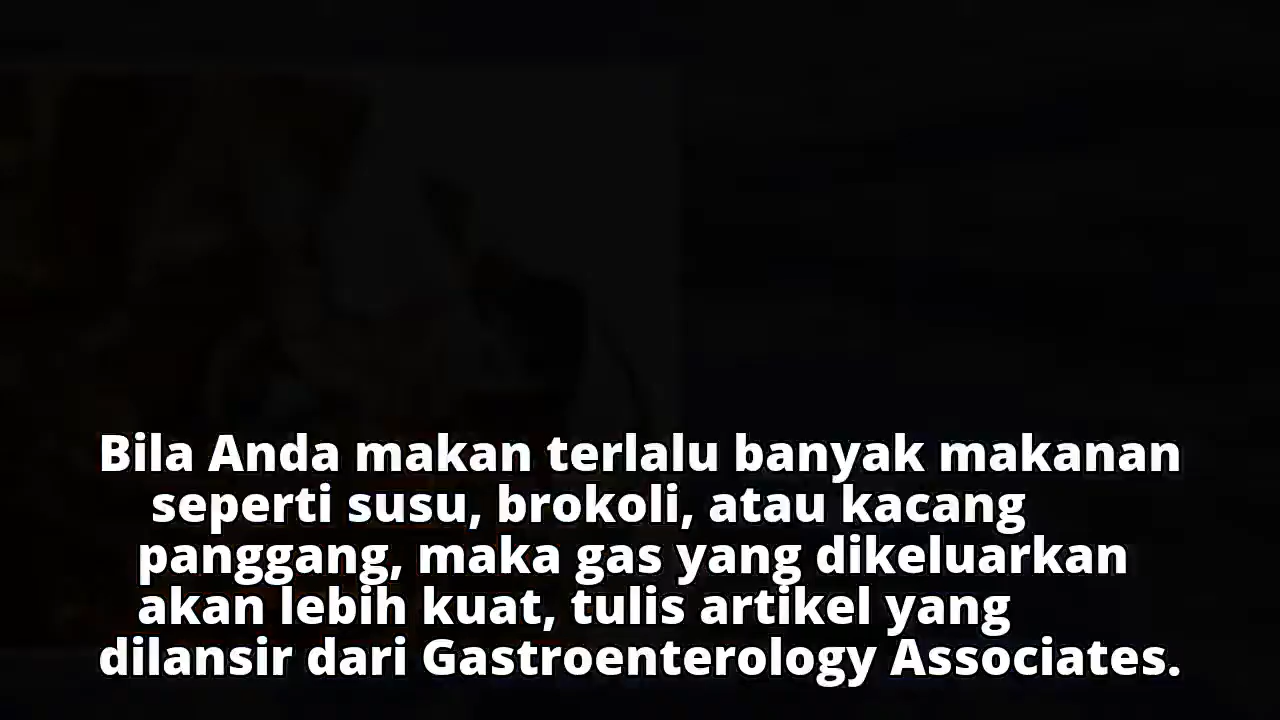 Bila Anda makan terlalu banyak makanan
seperti susu, brokoli, atau kacang
panggang, maka gas yang dikeluarkan
akan lebih kuat, tulis artikel yang
dilansir dari Gastroenterology Associates.